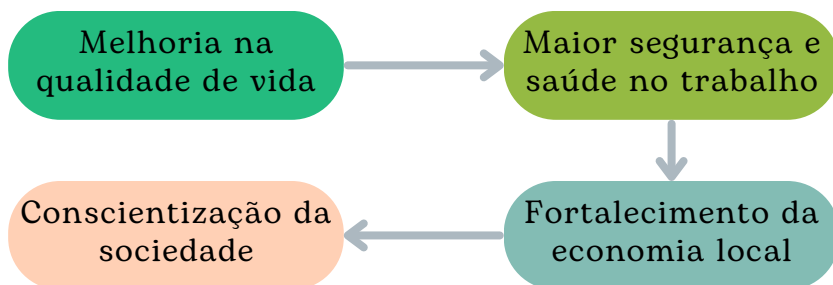 Melhoria na
qualidade de vida
Maior segurança e
saúde no trabalho
Fortalecimento da
economia local
Conscientização da
sociedade